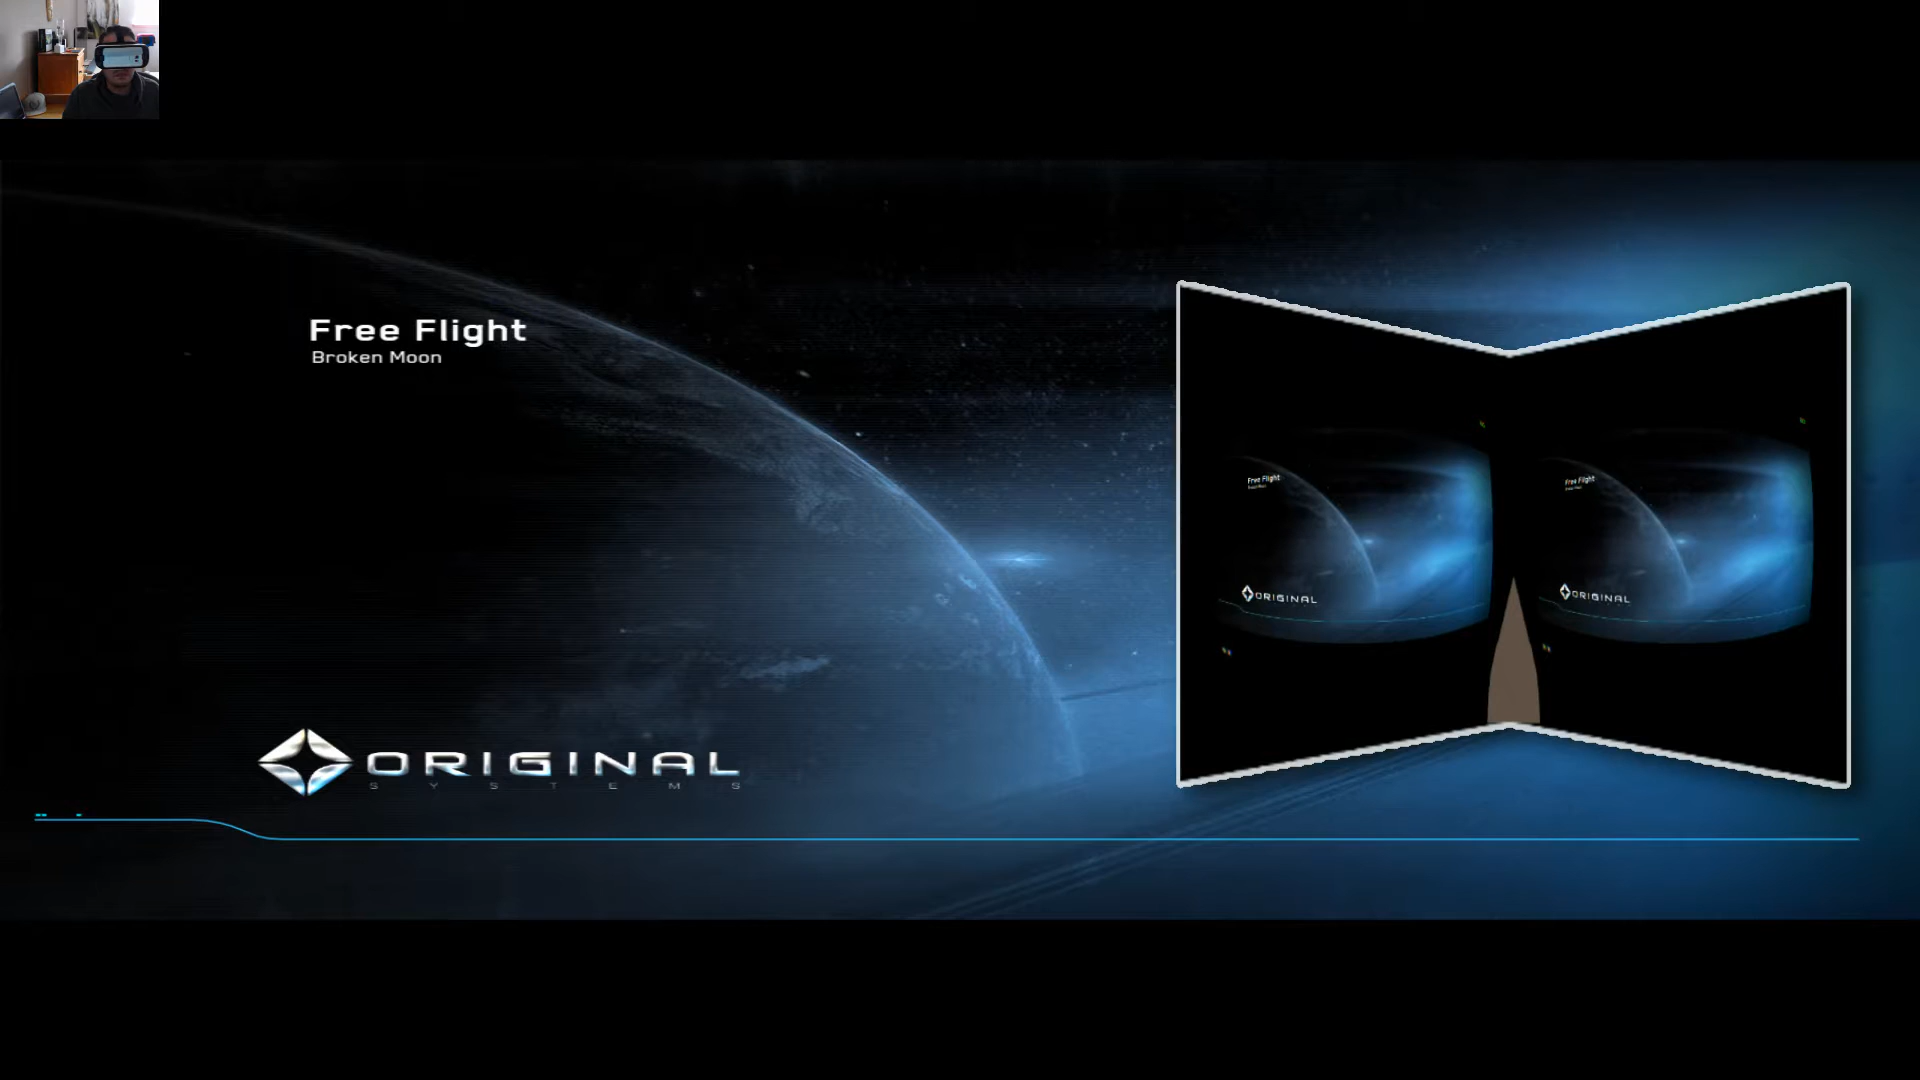 Free Flight
Broken Moon
ORIGINAL
SYSTEMS
Free Flight
Free Flight
ORIGINAL
ORIGINAL